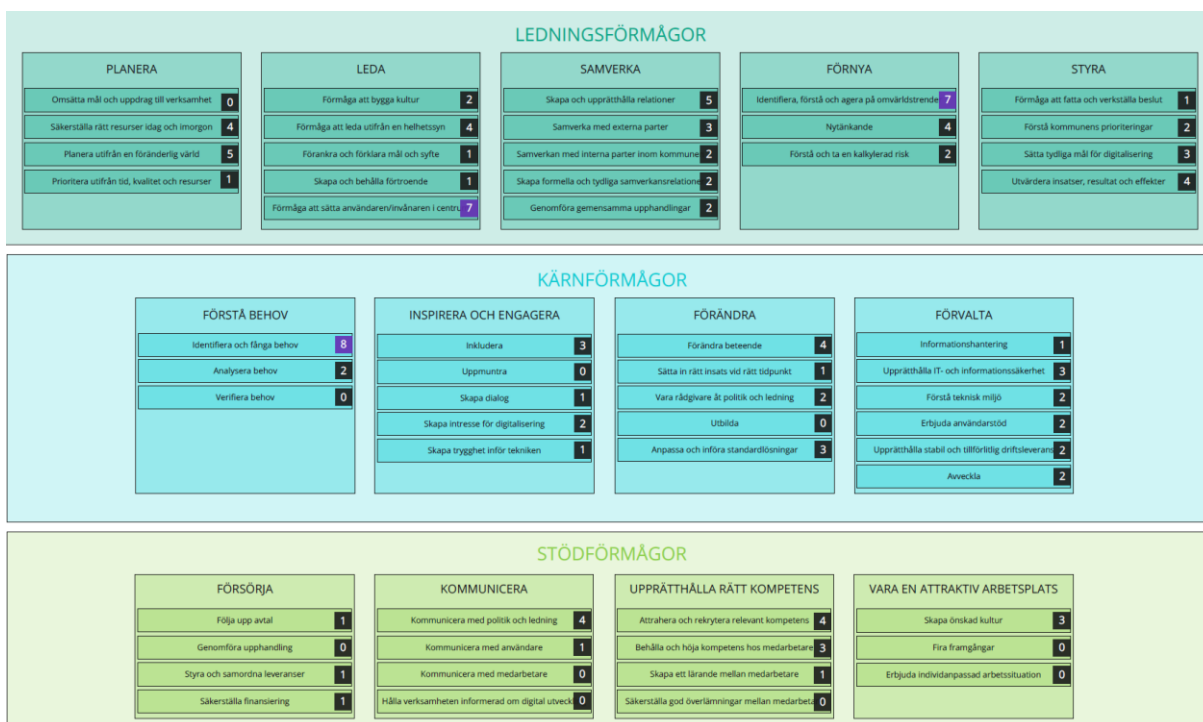 LEDNINGSFÖRMÅGOR
PLANERA
Omsätta mål och uppdrag till verksamhet 0
Säkerställa rätt resurser idag och imorgon 4
Planera utifrån en föränderlig värld 5
Prioritera utifrån tid, kvalitet och resurser 1
LEDA
Förmåga att bygga kultur 2
Förmåga att leda utifrån en helhetssyn 4
Förankra och förklara mål och syfte 1
Skapa och behålla förtroende 1
Förmåga att sätta användaren/invånaren i centru 7
SAMVERKA
Skapa och upprätthålla relationer 5
Samverka med externa parter 3
Samverkan med interna parter inom kommune 2
Skapa formella och tydliga samverkansrelatione 2
Genomföra gemensamma upphandlingar 2
FÖRNYA
Identifiera, förstå och agera på omvärldstrende 7
Nytänkande 4
Förstå och ta en kalkylerad risk 2
STYRA
Förmåga att fatta och verkställa beslut 1
Förstå kommunens prioriteringar 2
Sätta tydliga mål för digitalisering 3
Utvärdera insatser, resultat och effekter 4
KÄRNFÖRMÅGOR
FÖRSTÅ BEHOV
Identifiera och fånga behov 8
Analysera behov 2
Verifiera behov 0
INSPIRERA OCH ENGAGERA
Inkludera 3
Uppmuntra 0
Skapa dialog 1
Skapa intresse för digitalisering 2
Skapa trygghet inför tekniken 1
FÖRÄNDRA
Förändra beteende 4
Sätta in rätt insats vid rätt tidpunkt 1
Vara rådgivare åt politik och ledning 2
Utbilda 0
Anpassa och införa standardlösningar 3
FÖRVALTA
Informationshantering 1
Upprätthålla IT- och informationssäkerhet 3
Förstå teknisk miljö 2
Erbjuda användarstöd 2
Upprätthålla stabil och tillförlitlig driftsleverans 2
Avveckla 2
STÖDFÖRMÅGOR
FÖRSÖRJA
Följa upp avtal 1
Genomföra upphandling 0
Styra och samordna leveranser 1
Säkerställa finansiering 1
KOMMUNICERA
Kommunicera med politik och ledning 4
Kommunicera med användare 1
Kommunicera med medarbetare 0
Hålla verksamheten informerad om digital utveckl 0
UPPRÄTTHÅLLA RÄTT KOMPETENS
Attrahera och rekrytera relevant kompetens 4
Behålla och höja kompetens hos medarbetare 3
Skapa ett lärande mellan medarbetare 1
Säkerställa god överlämningar mellan medarbeta 0
VARA EN ATTRAKTIV ARBETSPLATS
Skapa önskad kultur 3
Fira framgångar 0
Erbjuda individanpassad arbetssituation 0